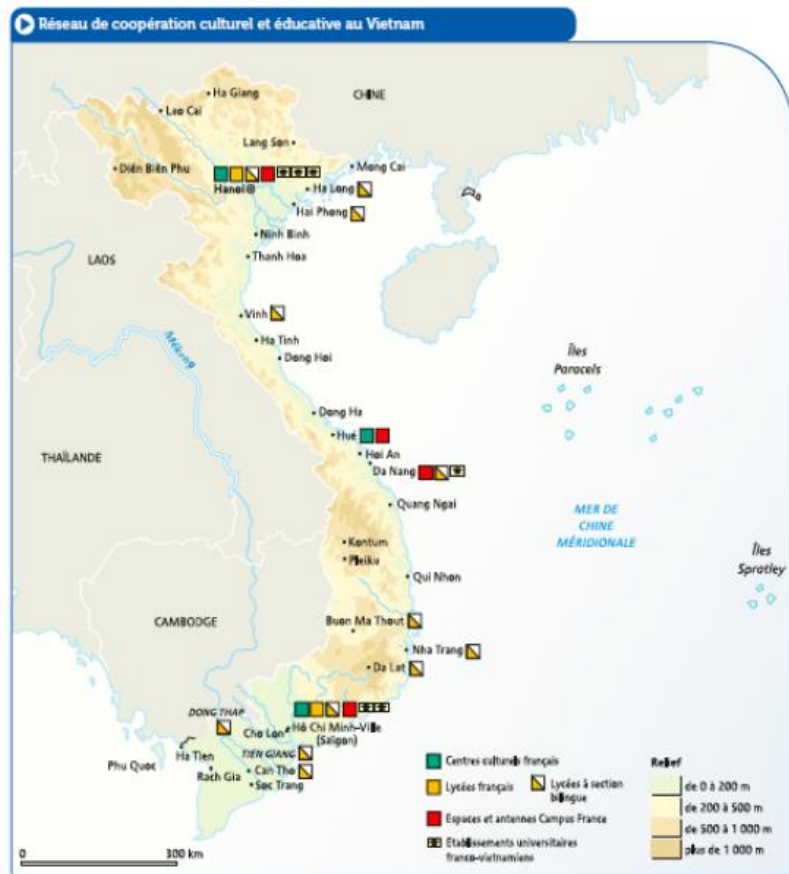 Réseau de coopération culturel et éducative au Vietnam
Ha Giang
CHINE
Lao Cai
Lang Son
Diên Biên Phu
Mong Cai
Hanoi
Ha Long
Hai Phong
Ninh Binh
LAOS
Thanh Hoa
Vinh
Mékong
Ha Tinh
Dong Hoi
Îles
Paracels
Dong Ha
Hué
THAÏLANDE
Hoi An
Da Nang
Quang Ngai
MER DE
CHINE
MÉRIDIONALE
Kontum
Pleiku
Îles
Spratley
Qui Nhon
CAMBODGE
Buon Ma Thout
Nha Trang
Da Lat
DONG THAP
Cho Lon
Hô Chi Minh-Ville
(Saïgon)
TIEN GIANG
Ha Tien
Phu Quoc
Rach Gia
Can Tho
Soc Trang
Centres culturels français
Lycées français
Lycées à section
bilingue
Espaces et antennes Campus France
Etablissements universitaires
franco-vietnamiens
Relief
de 0 à 200 m
de 200 à 500 m
de 500 à 1 000 m
plus de 1 000 m
0
300 km